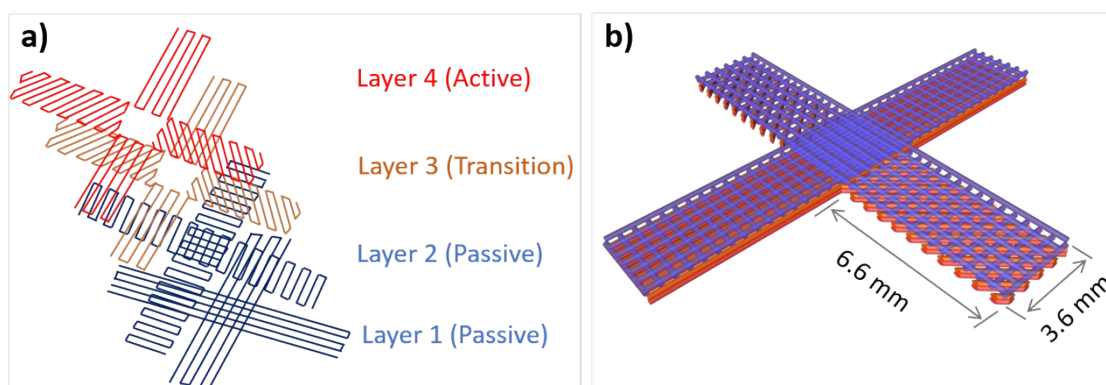 a)
Layer 4 (Active)
Layer 3 (Transition)
Layer 2 (Passive)
Layer 1 (Passive)
b)
6.6 mm
3.6 mm